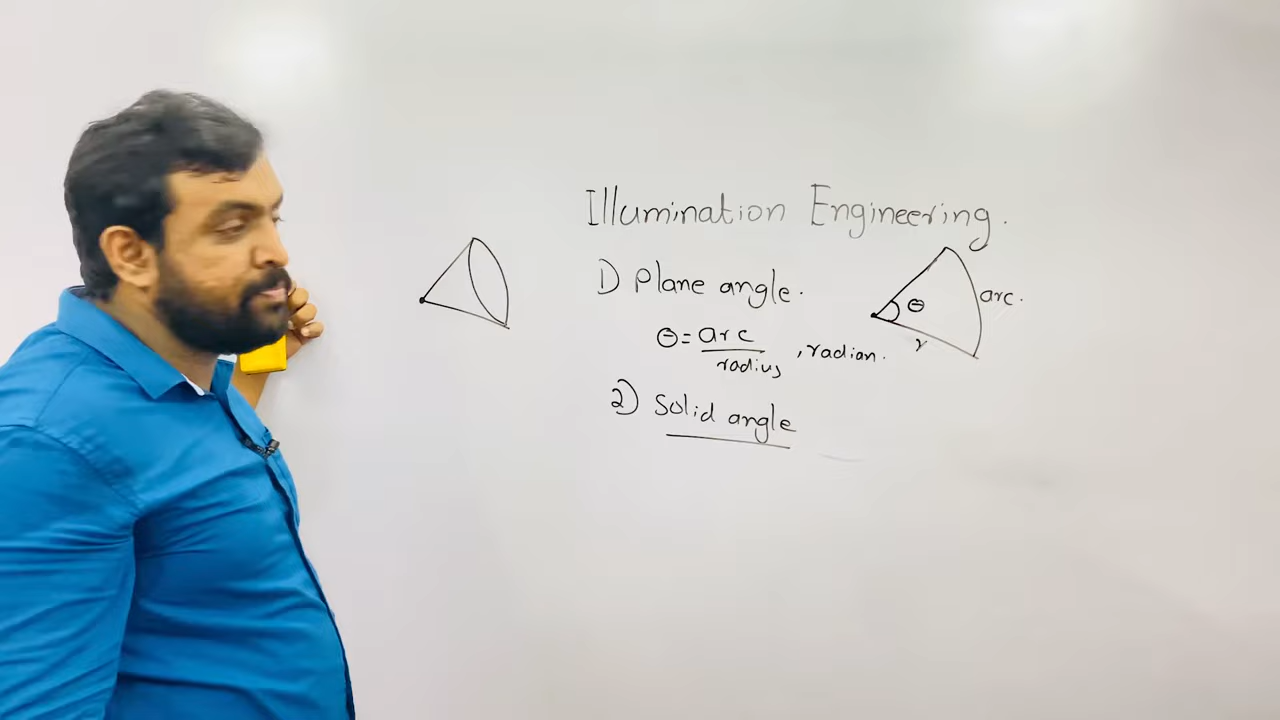 Illumination Engineering.
1) Plane angle.
θ = arc / radius , radian.
θ
arc.
r
2) Solid angle